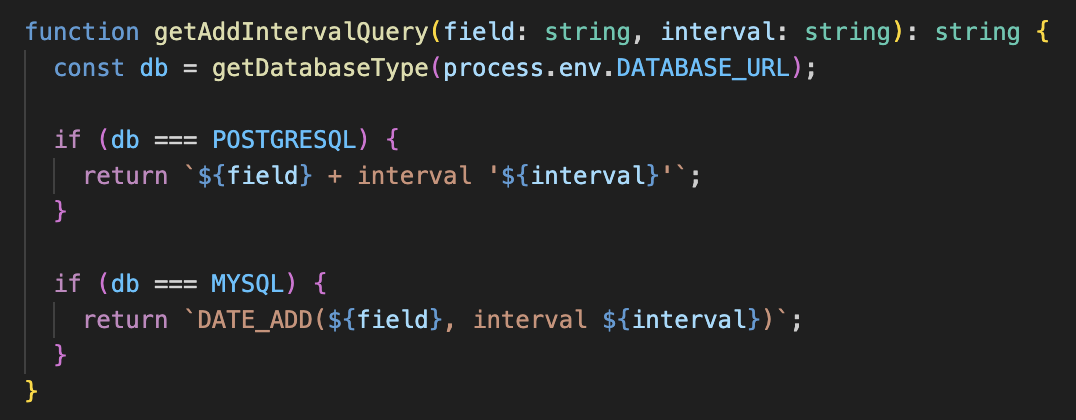 function getAddIntervalQuery(field: string, interval: string): string {
  const db = getDatabaseType(process.env.DATABASE_URL);

  if (db === POSTGRESQL) {
    return `${field} + interval '${interval}'`;
  }

  if (db === MYSQL) {
    return `DATE_ADD(${field}, interval ${interval})`;
  }
}